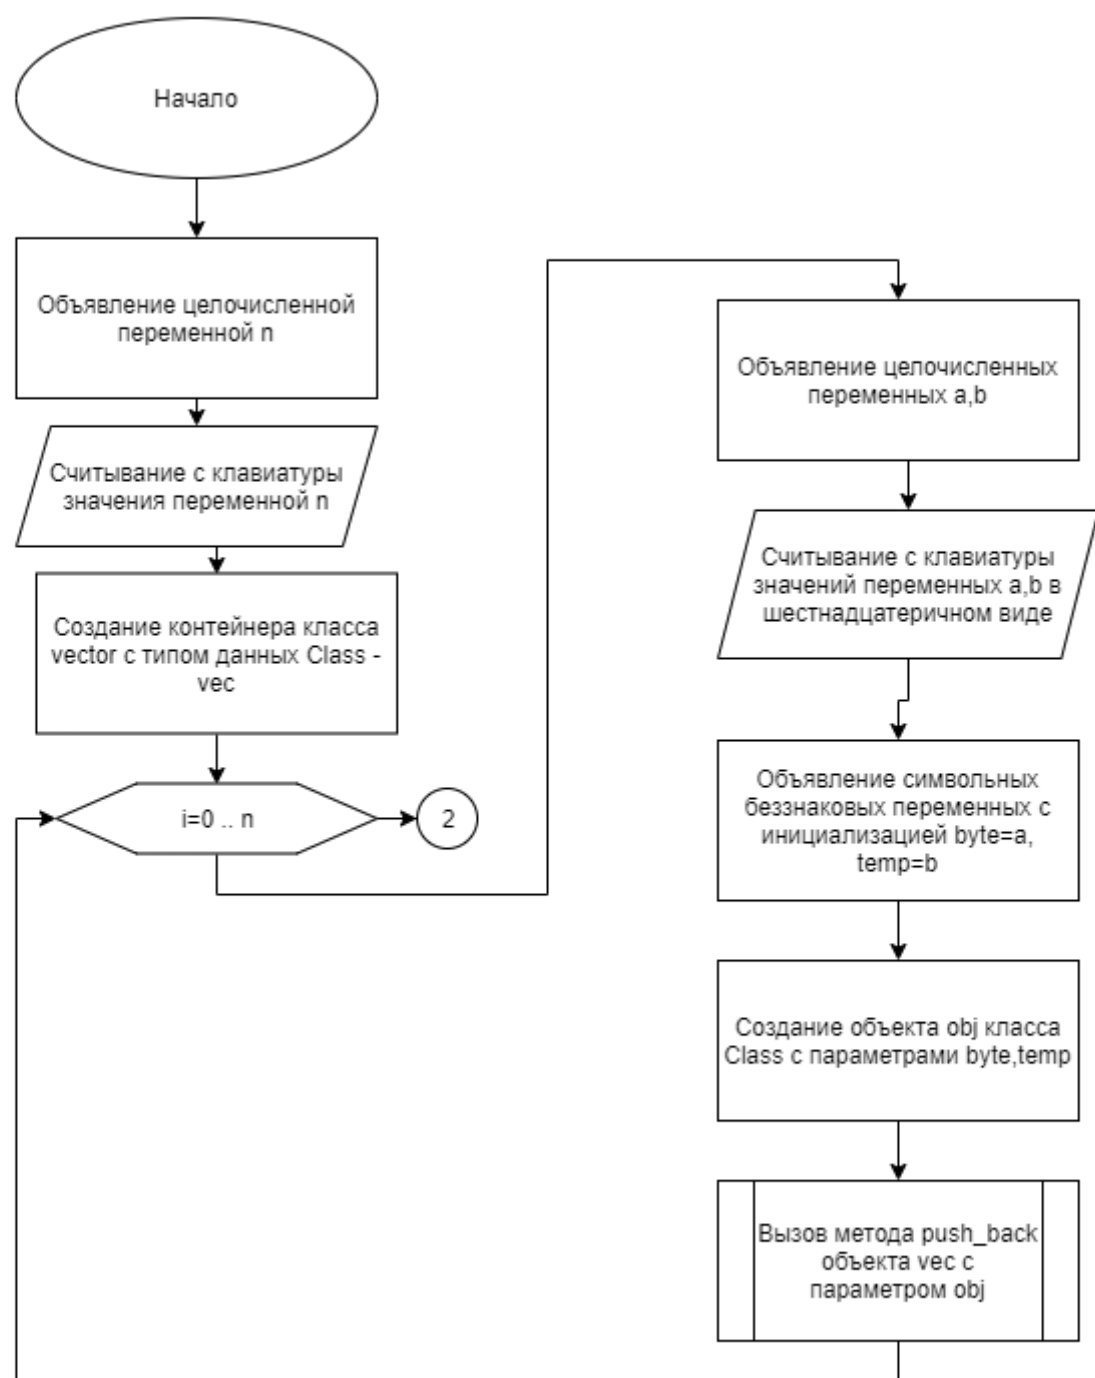 Начало
Объявление целочисленной
переменной n
Считывание с клавиатуры
значения переменной n
Создание контейнера класса
vector с типом данных Class -
vec
i=0 .. n
2
Объявление целочисленных
переменных a,b
Считывание с клавиатуры
значений переменных a,b в
шестнадцатеричном виде
Объявление символьных
беззнаковых переменных с
инициализацией byte=a,
temp=b
Создание объекта obj класса
Class с параметрами byte,temp
Вызов метода push_back
объекта vec с
параметром obj